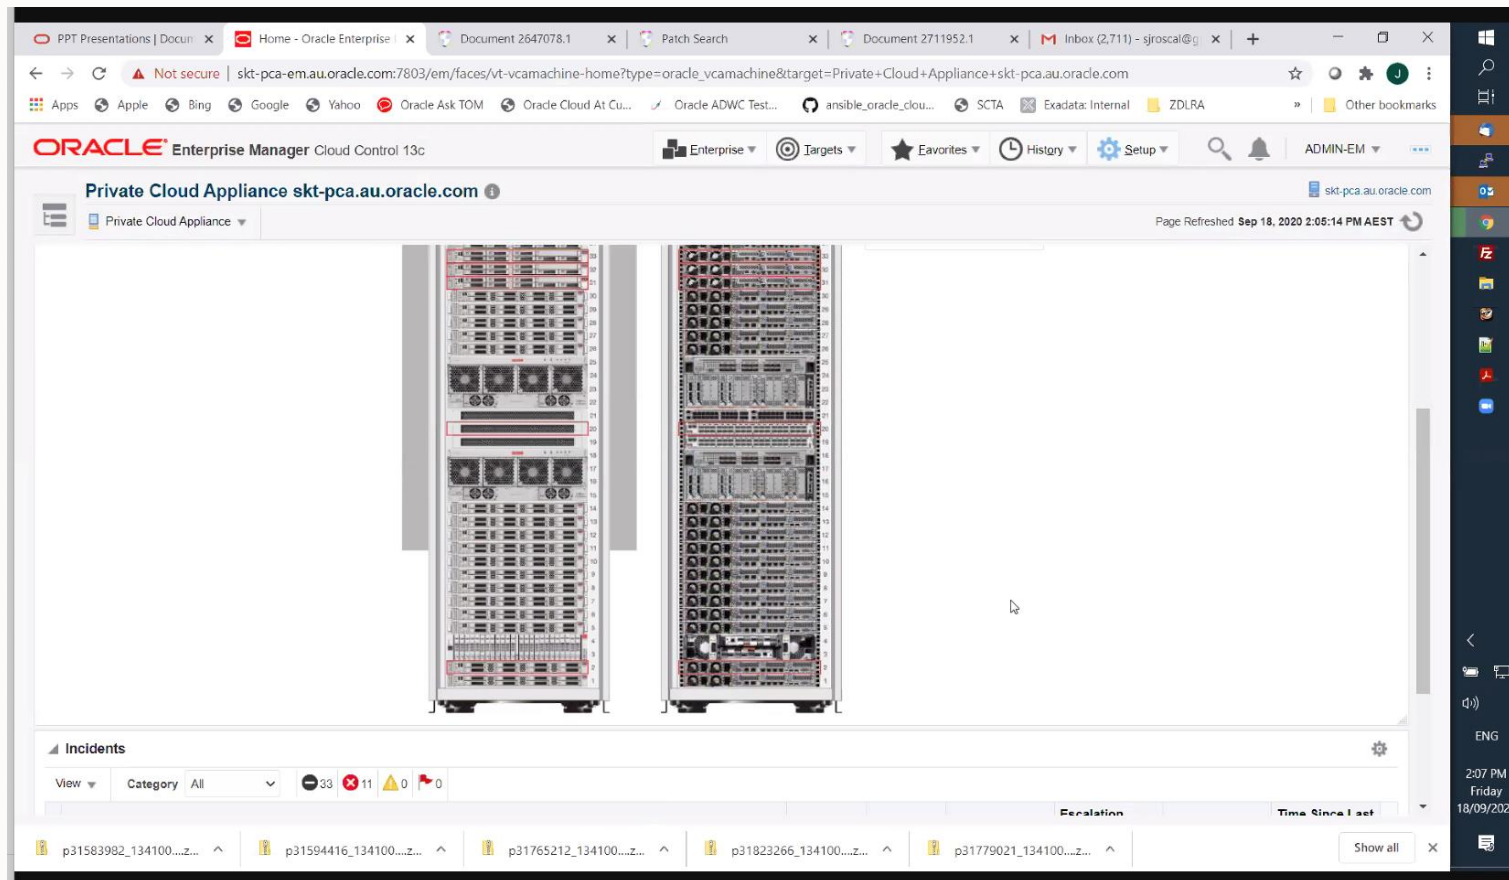 PPT Presentations | Docum
Home - Oracle Enterprise
Document 2647078.1
Patch Search
Document 2711952.1
Inbox (2,711) - sjroscal@g
Not secure | skt-pca-em.au.oracle.com:7803/em/faces/vt-vcamachine-home?type=oracle_vcamachine&target=Private+Cloud+Appliance+skt-pca.au.oracle.com
J
Apps Apple Bing Google Yahoo Oracle Ask TOM Oracle Cloud At Cu... Oracle ADWC Test... ansible_oracle_clou... SCTA Exadata: Internal ZDLRA » Other bookmarks
ORACLE Enterprise Manager Cloud Control 13c
Enterprise Targets Favorites History Setup ADMIN-EM
Private Cloud Appliance skt-pca.au.oracle.com
skt-pca.au.oracle.com
Private Cloud Appliance
Page Refreshed Sep 18, 2020 2:05:14 PM AEST
Incidents
View Category All 33 11 0 0
Escalation Time Since Last
p31583982_134100....z... p31594416_134100....z... p31765212_134100....z... p31823266_134100....z... p31779021_134100....z... Show all
ENG
2:07 PM
Friday
18/09/202